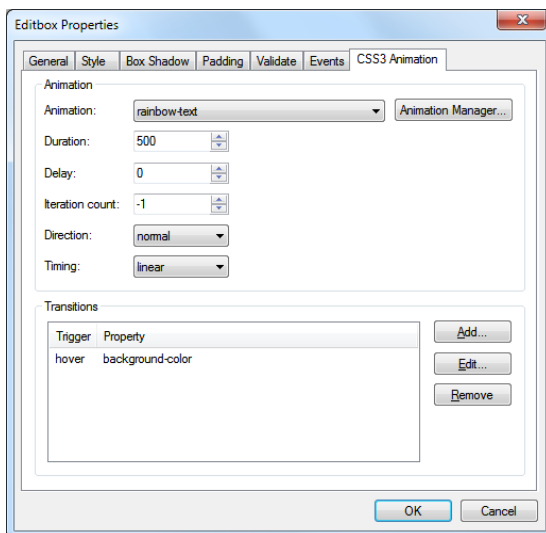 Editbox Properties
General Style Box Shadow Padding Validate Events CSS3 Animation
Animation
Animation: rainbow-text Animation Manager...
Duration: 500
Delay: 0
Iteration count: -1
Direction: normal
Timing: linear
Transitions
Trigger Property
hover background-color
Add...
Edit...
Remove
OK Cancel